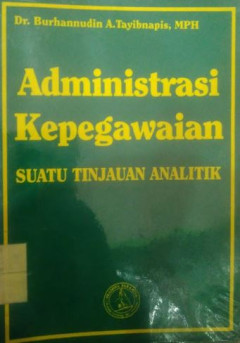 Dr. Burhannudin A.Tayibnapis, MPH
Administrasi
Kepegawaian
SUATU TINJAUAN ANALITIK